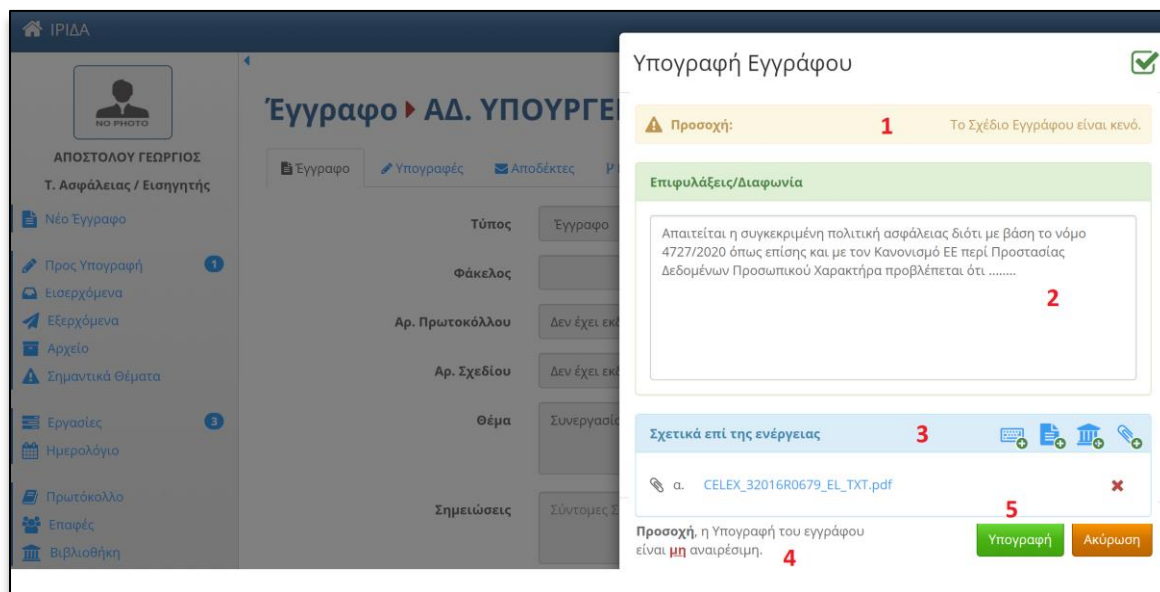 ΙΡΙΔΑ
NO PHOTO
ΑΠΟΣΤΟΛΟΥ ΓΕΩΡΓΙΟΣ
Τ. Ασφάλειας / Εισηγητής
Νέο Έγγραφο
Προς Υπογραφή 1
Εισερχόμενα
Εξερχόμενα
Αρχείο
Σημαντικά Θέματα
Εργασίες 3
Ημερολόγιο
Πρωτόκολλο
Επαφές
Βιβλιοθήκη
Έγγραφο ΑΔ. ΥΠΟΥΡΓΕΙ
Έγγραφο Υπογραφές Αποδέκτες
Τύπος Έγγραφο
Φάκελος
Αρ. Πρωτοκόλλου Δεν έχει εκδ
Αρ. Σχεδίου Δεν έχει εκδ
Θέμα Συνεργασία
Σημειώσεις Σύντομες Σ
Υπογραφή Εγγράφου
Προσοχή: 1 Το Σχέδιο Εγγράφου είναι κενό.
Επιφυλάξεις/Διαφωνία
Απαιτείται η συγκεκριμένη πολιτική ασφάλειας διότι με βάση το νόμο
4727/2020 όπως επίσης και με τον Κανονισμό ΕΕ περί Προστασίας
Δεδομένων Προσωπικού Χαρακτήρα προβλέπεται ότι ........
2
Σχετικά επί της ενέργειας 3
α. CELEX_32016R0679_EL_TXT.pdf
5
Προσοχή, η Υπογραφή του εγγράφου
είναι μη αναιρέσιμη.
4
Υπογραφή Ακύρωση